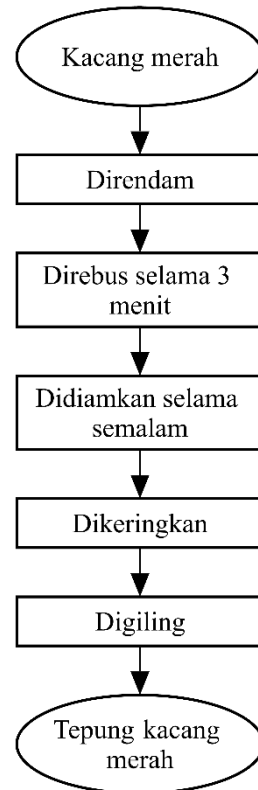 Kacang merah
Direndam
Direbus selama 3
menit
Didiamkan selama
semalam
Dikeringkan
Digiling
Tepung kacang
merah